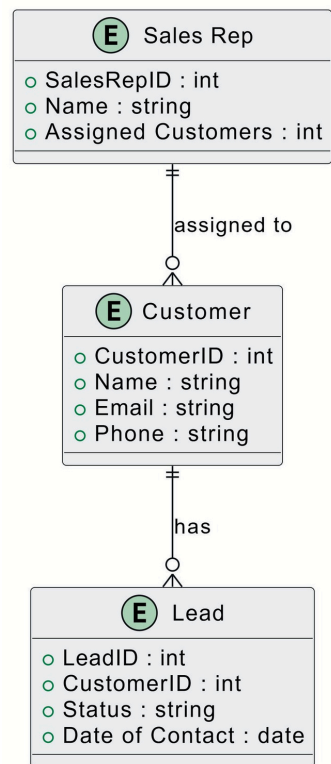 E Sales Rep
SalesRepID : int
Name : string
Assigned Customers : int
assigned to
E Customer
CustomerID : int
Name : string
Email : string
Phone : string
has
E Lead
LeadID : int
CustomerID : int
Status : string
Date of Contact : date